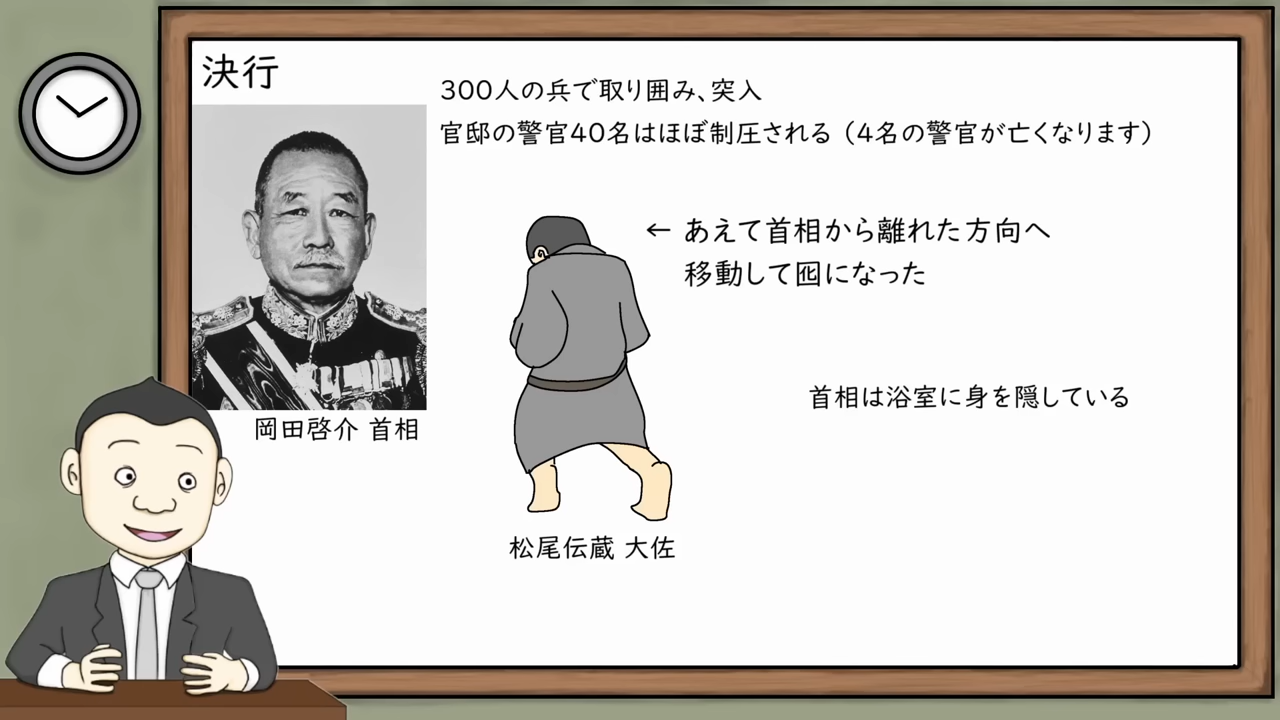 決行
300人の兵で取り囲み、突入
官邸の警官40名はほぼ制圧される（4名の警官が亡くなります）
← あえて首相から離れた方向へ
移動して囮になった
首相は浴室に身を隠している
岡田啓介 首相
松尾伝蔵 大佐